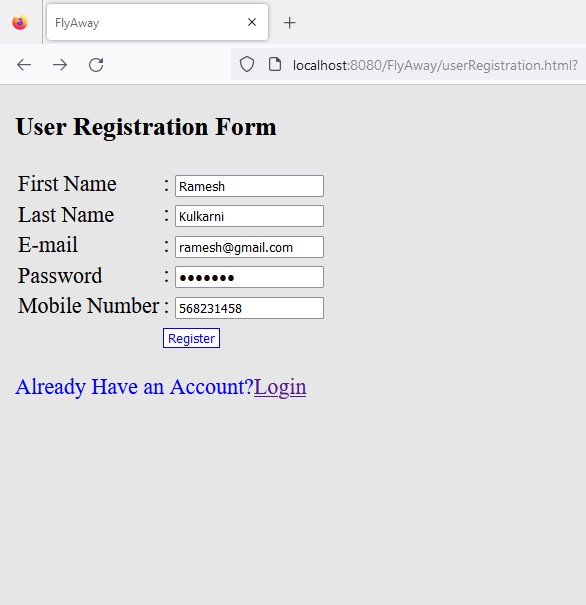 FlyAway
localhost:8080/FlyAway/userRegistration.html?
User Registration Form
First Name : Ramesh
Last Name : Kulkarni
E-mail : ramesh@gmail.com
Password : ●●●●●●●
Mobile Number : 568231458
Register
Already Have an Account?Login